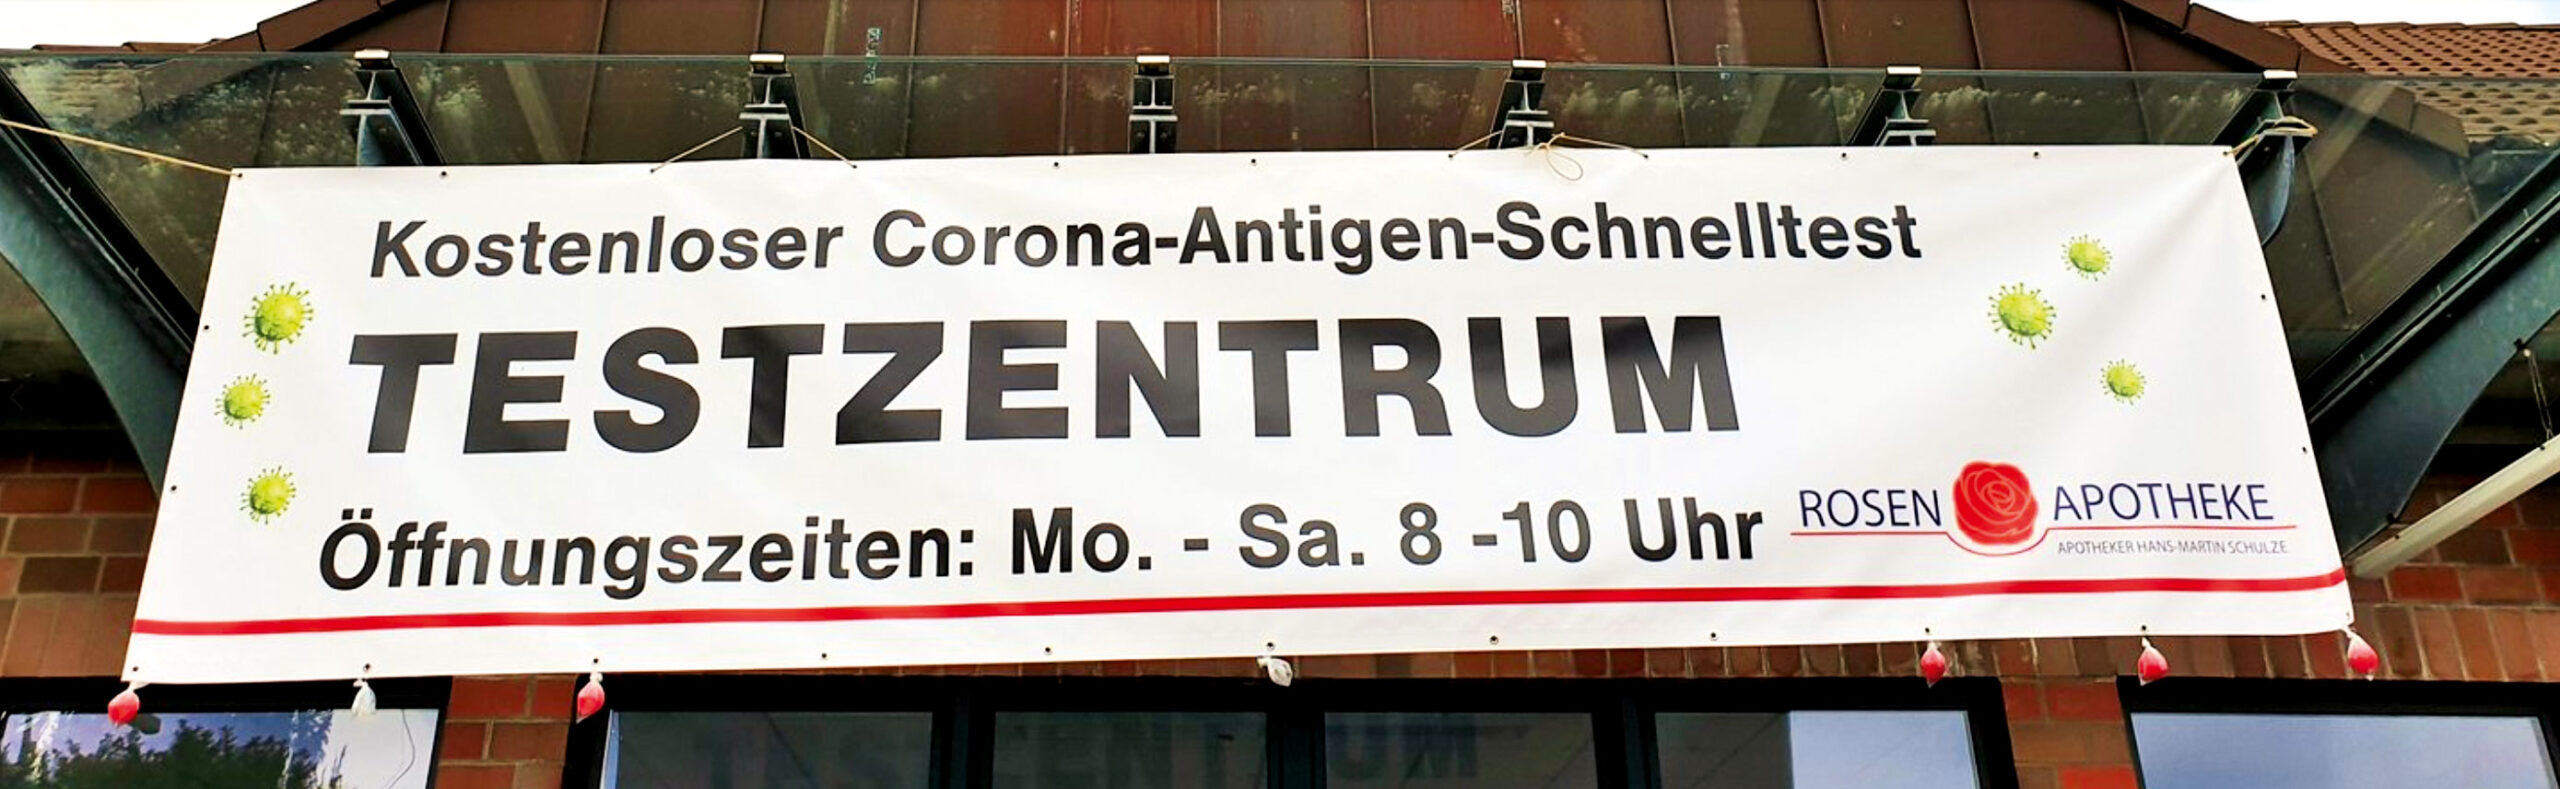 Kostenloser Corona-Antigen-Schnelltest
TESTZENTRUM
Öffnungszeiten: Mo. - Sa. 8 -10 Uhr
ROSEN APOTHEKE
APOTHEKER HANS-MARTIN SCHULZE